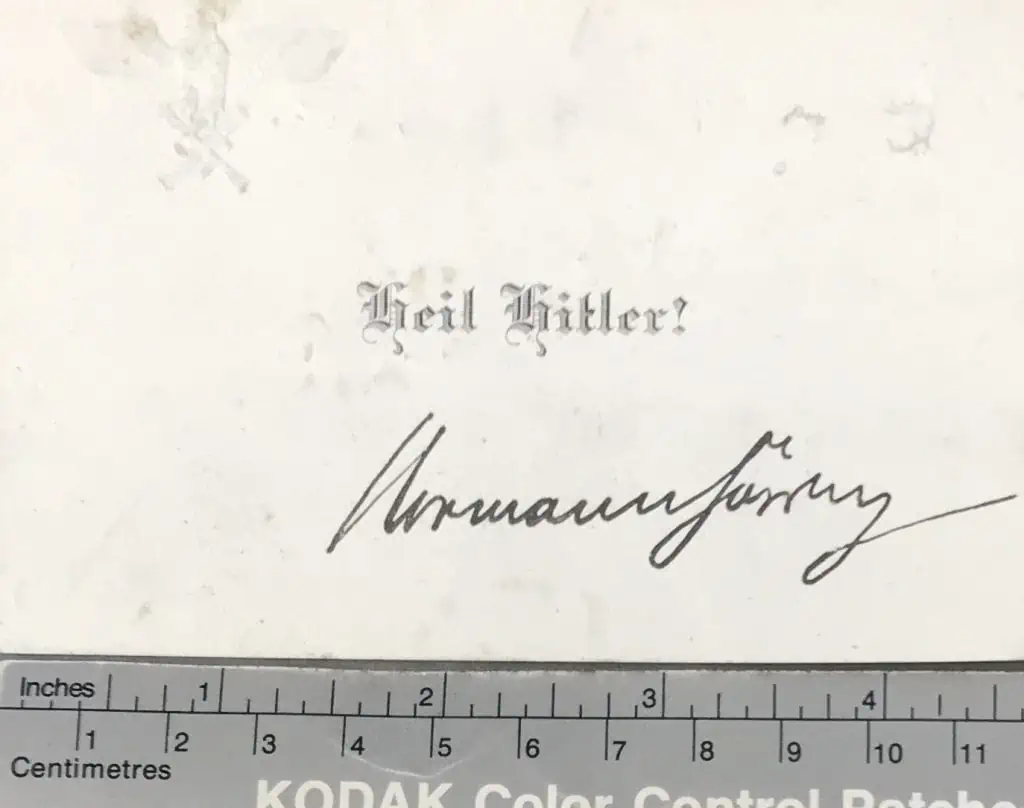 Heil Hitler!
Hermann Göring
Inches 1 2 3 4
1 2 3 4 5 6 7 8 9 10 11
Centimetres
KODAK Color Control Patches